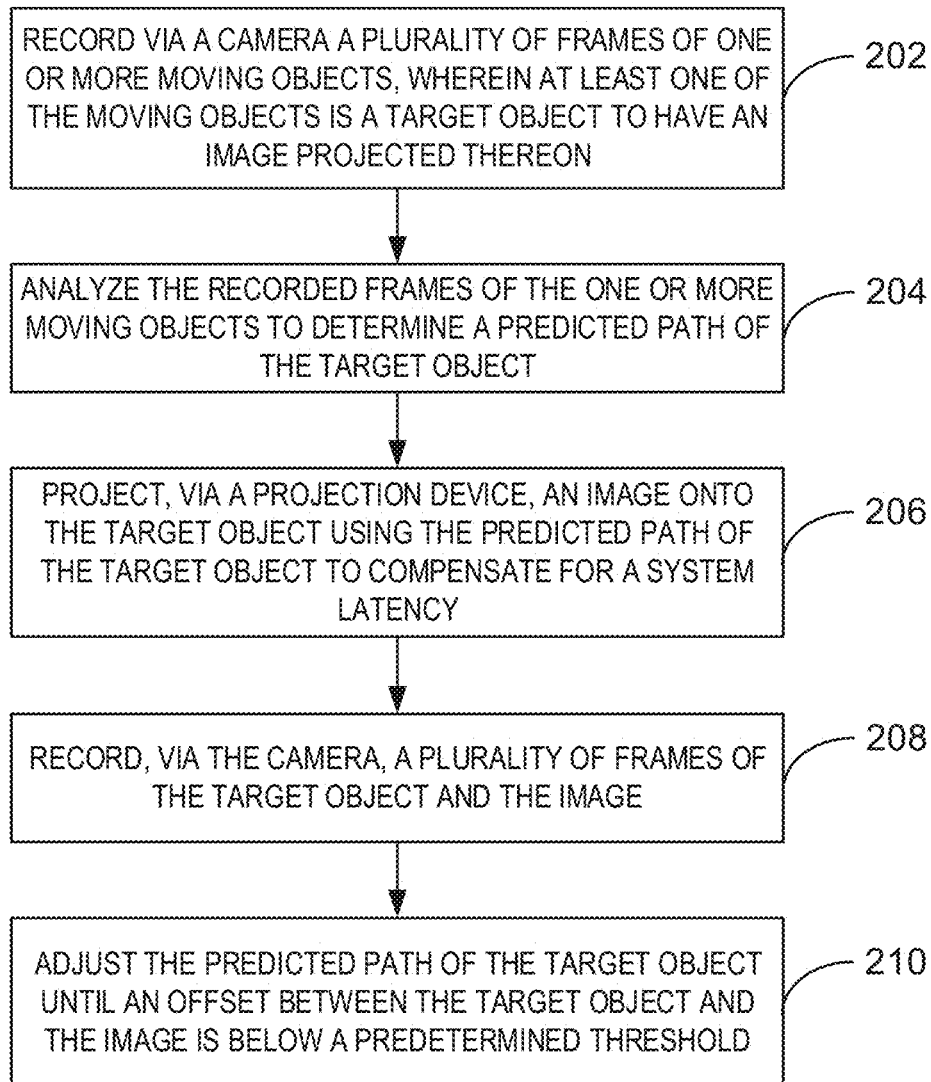 RECORD VIA A CAMERA A PLURALITY OF FRAMES OF ONE
OR MORE MOVING OBJECTS, WHEREIN AT LEAST ONE OF
THE MOVING OBJECTS IS A TARGET OBJECT TO HAVE AN
IMAGE PROJECTED THEREON
202
ANALYZE THE RECORDED FRAMES OF THE ONE OR MORE
MOVING OBJECTS TO DETERMINE A PREDICTED PATH OF
THE TARGET OBJECT
204
PROJECT, VIA A PROJECTION DEVICE, AN IMAGE ONTO
THE TARGET OBJECT USING THE PREDICTED PATH OF
THE TARGET OBJECT TO COMPENSATE FOR A SYSTEM
LATENCY
206
RECORD, VIA THE CAMERA, A PLURALITY OF FRAMES OF
THE TARGET OBJECT AND THE IMAGE
208
ADJUST THE PREDICTED PATH OF THE TARGET OBJECT
UNTIL AN OFFSET BETWEEN THE TARGET OBJECT AND
THE IMAGE IS BELOW A PREDETERMINED THRESHOLD
210